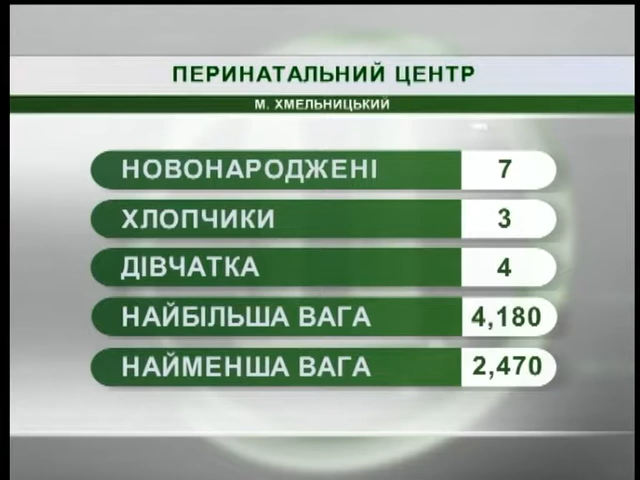 ПЕРИНАТАЛЬНИЙ ЦЕНТР
М. ХМЕЛЬНИЦЬКИЙ
НОВОНАРОДЖЕНІ 7
ХЛОПЧИКИ 3
ДІВЧАТКА 4
НАЙБІЛЬША ВАГА 4,180
НАЙМЕНША ВАГА 2,470